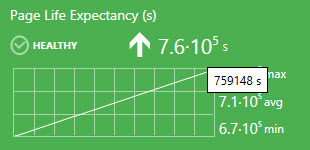 Page Life Expectancy (s)
HEALTHY
7.6·10⁵ s
759148 s
max
7.1·10⁵ avg
6.7·10⁵ min